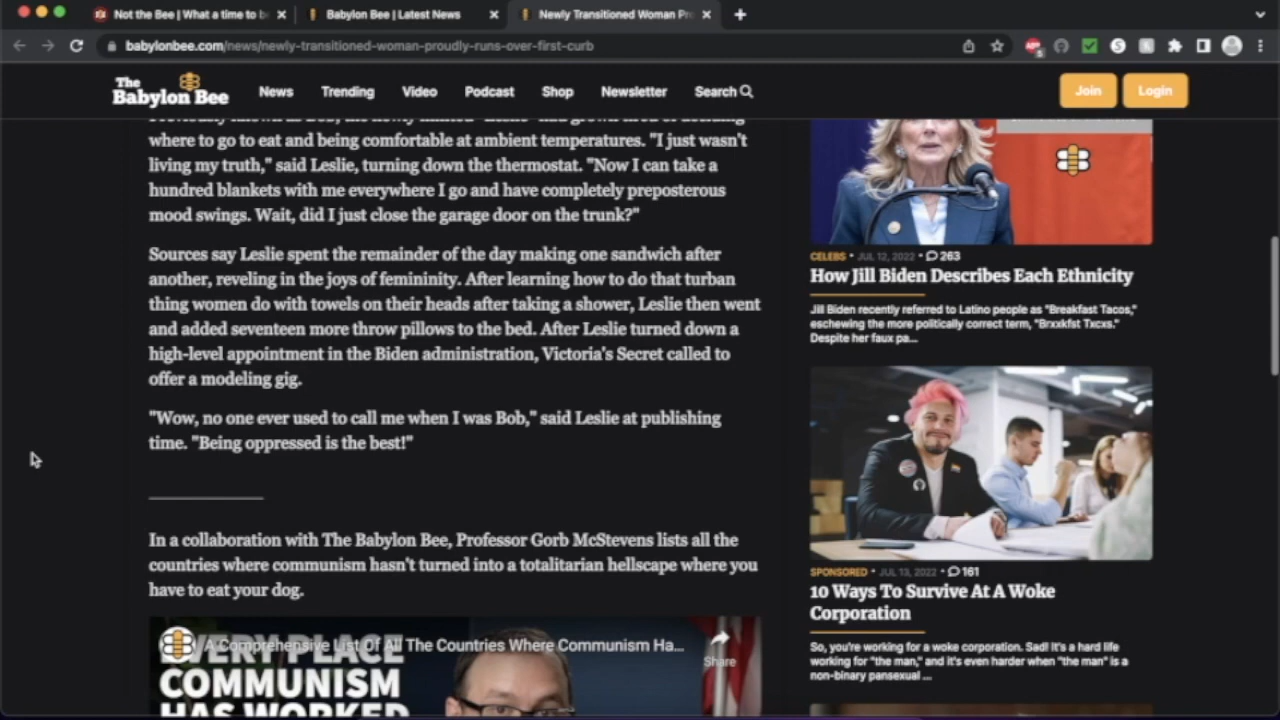 Not the Bee | What a time to b
Babylon Bee | Latest News
Newly Transitioned Woman Pr
babylonbee.com/news/newly-transitioned-woman-proudly-runs-over-first-curb
The Babylon Bee
News
Trending
Video
Podcast
Shop
Newsletter
Search
Join
Login
where to go to eat and being comfortable at ambient temperatures. "I just wasn't
living my truth," said Leslie, turning down the thermostat. "Now I can take a
hundred blankets with me everywhere I go and have completely preposterous
mood swings. Wait, did I just close the garage door on the trunk?"
Sources say Leslie spent the remainder of the day making one sandwich after
another, reveling in the joys of femininity. After learning how to do that turban
thing women do with towels on their heads after taking a shower, Leslie then went
and added seventeen more throw pillows to the bed. After Leslie turned down a
high-level appointment in the Biden administration, Victoria's Secret called to
offer a modeling gig.
"Wow, no one ever used to call me when I was Bob," said Leslie at publishing
time. "Being oppressed is the best!"
In a collaboration with The Babylon Bee, Professor Gorb McStevens lists all the
countries where communism hasn't turned into a totalitarian hellscape where you
have to eat your dog.
A Comprehensive List Of All The Countries Where Communism Ha...
Share
EVERY PLACE
COMMUNISM
HAS WORKED
CELEBS • JUL 12, 2022 • 263
How Jill Biden Describes Each Ethnicity
Jill Biden recently referred to Latino people as "Breakfast Tacos,"
eschewing the more politically correct term, "Brxxkfst Txcxs."
Despite her faux pa...
SPONSORED • JUL 13, 2022 • 161
10 Ways To Survive At A Woke
Corporation
So, you're working for a woke corporation. Sad! It's a hard life
working for "the man," and it's even harder when "the man" is a
non-binary pansexual ...